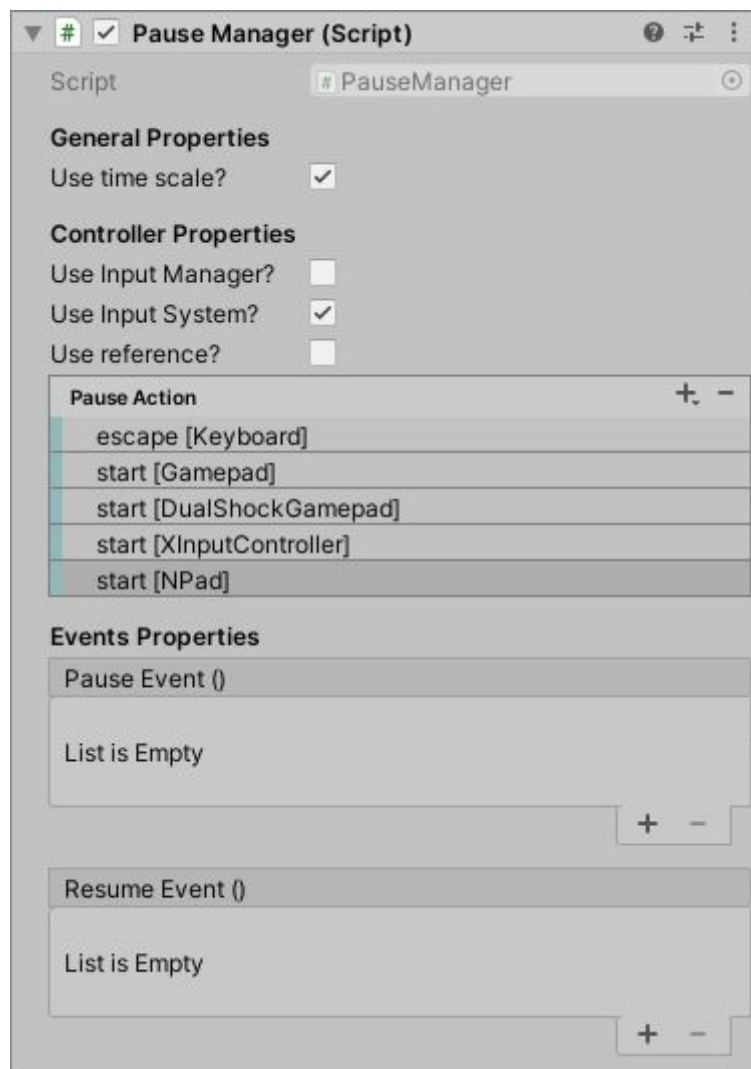 # Pause Manager (Script)
Script # PauseManager
General Properties
Use time scale?
Controller Properties
Use Input Manager?
Use Input System?
Use reference?
Pause Action
escape [Keyboard]
start [Gamepad]
start [DualShockGamepad]
start [XInputController]
start [NPad]
Events Properties
Pause Event ()
List is Empty
Resume Event ()
List is Empty